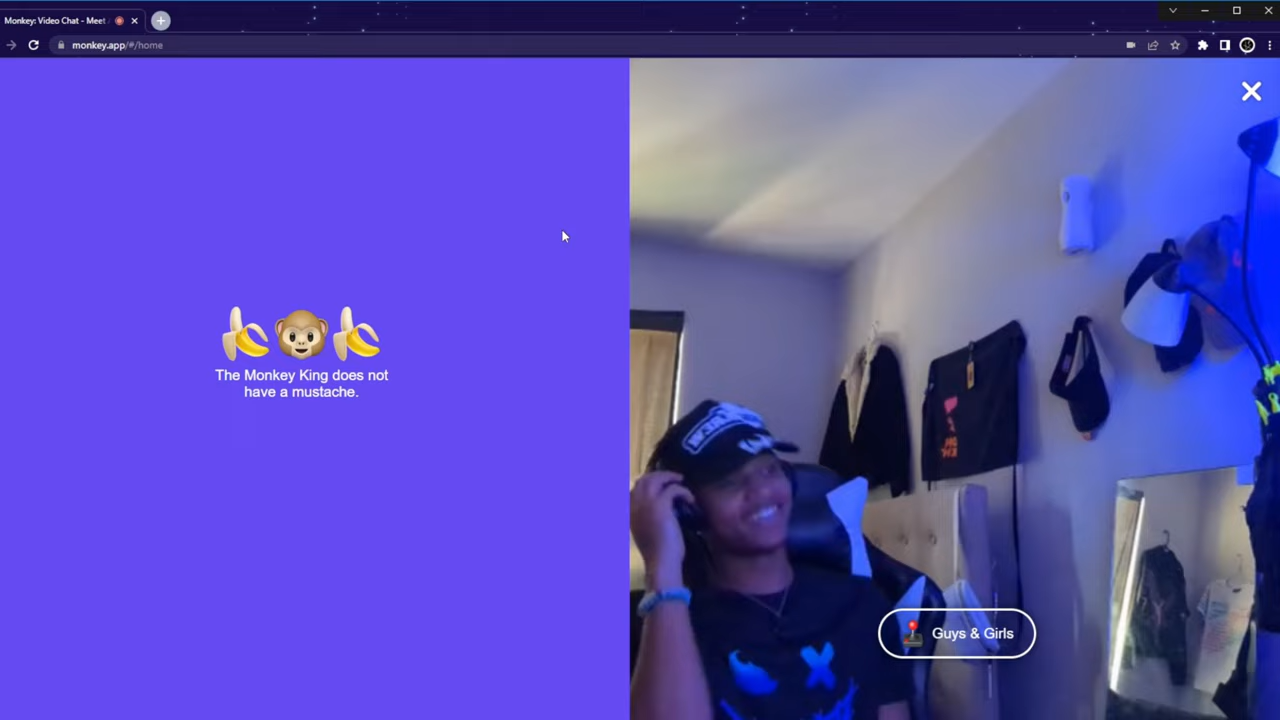 Monkey: Video Chat - Meet
monkey.app/#/home
The Monkey King does not
have a mustache.
Guys & Girls